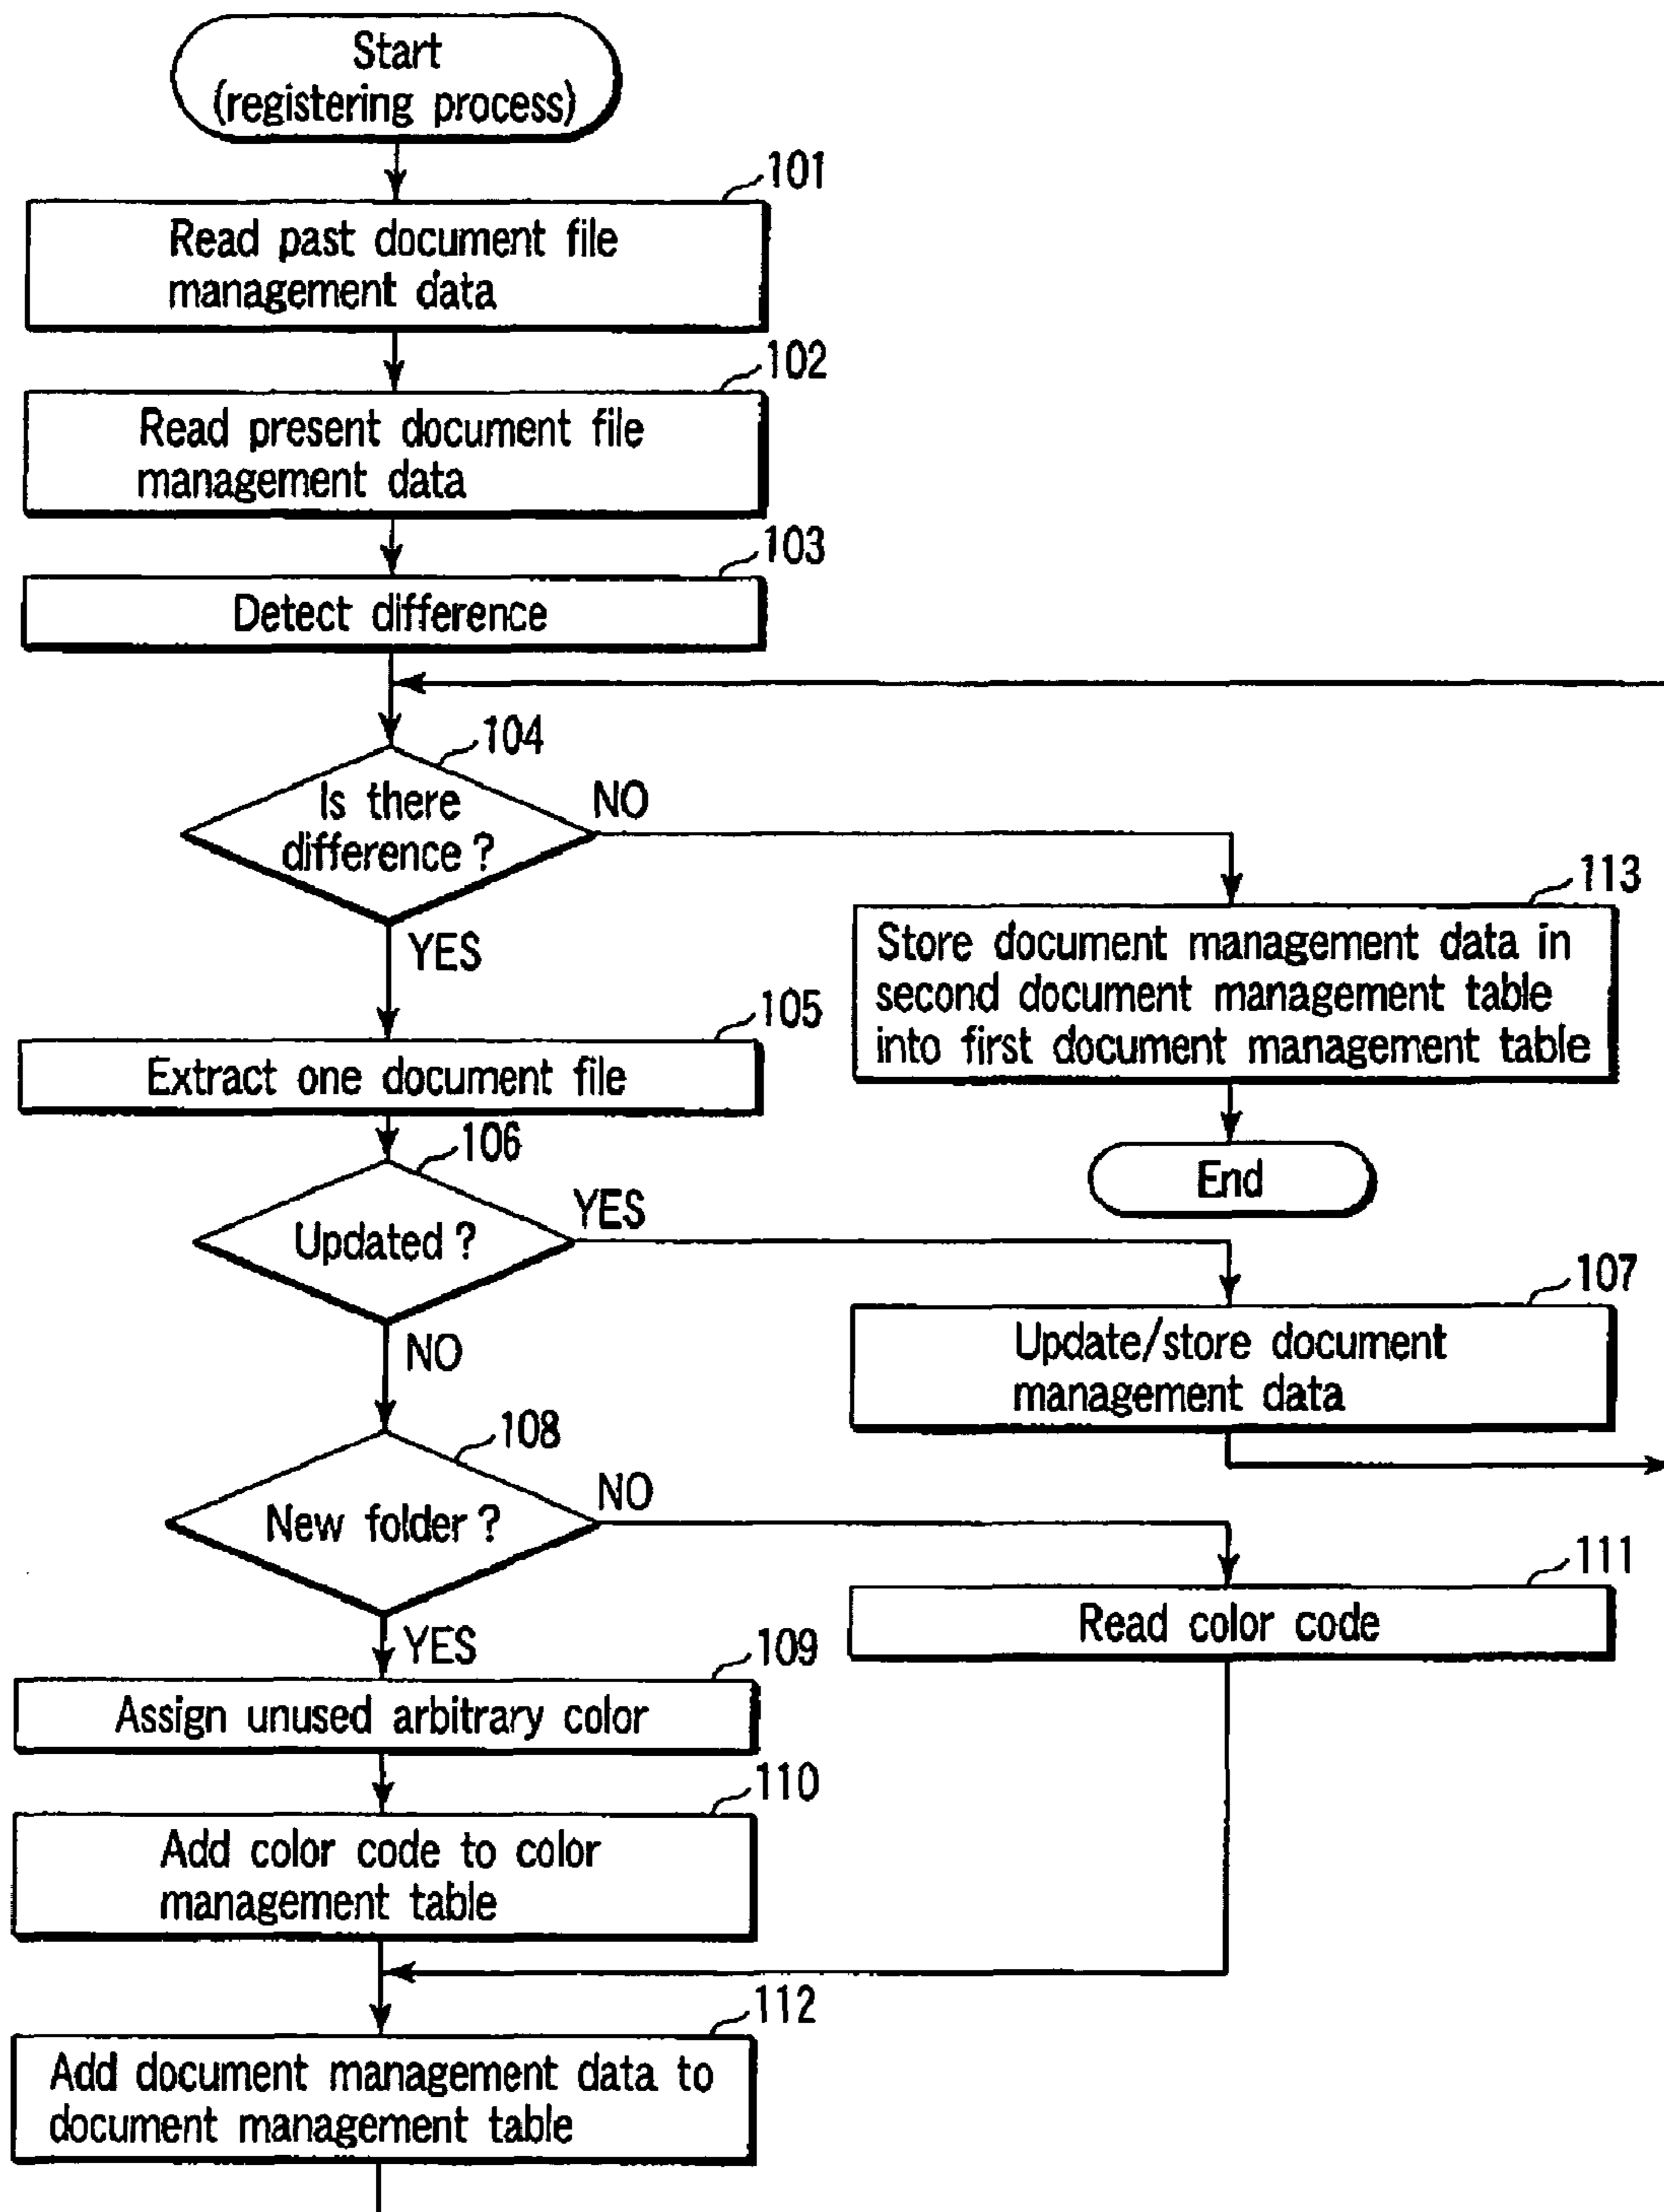 Start
(registering process)
101
Read past document file
management data
102
Read present document file
management data
103
Detect difference
104
Is there
difference ?
NO
YES
113
Store document management data in
second document management table
into first document management table
End
105
Extract one document file
106
Updated ?
YES
NO
107
Update/store document
management data
108
New folder ?
NO
YES
111
Read color code
109
Assign unused arbitrary color
110
Add color code to color
management table
112
Add document management data to
document management table